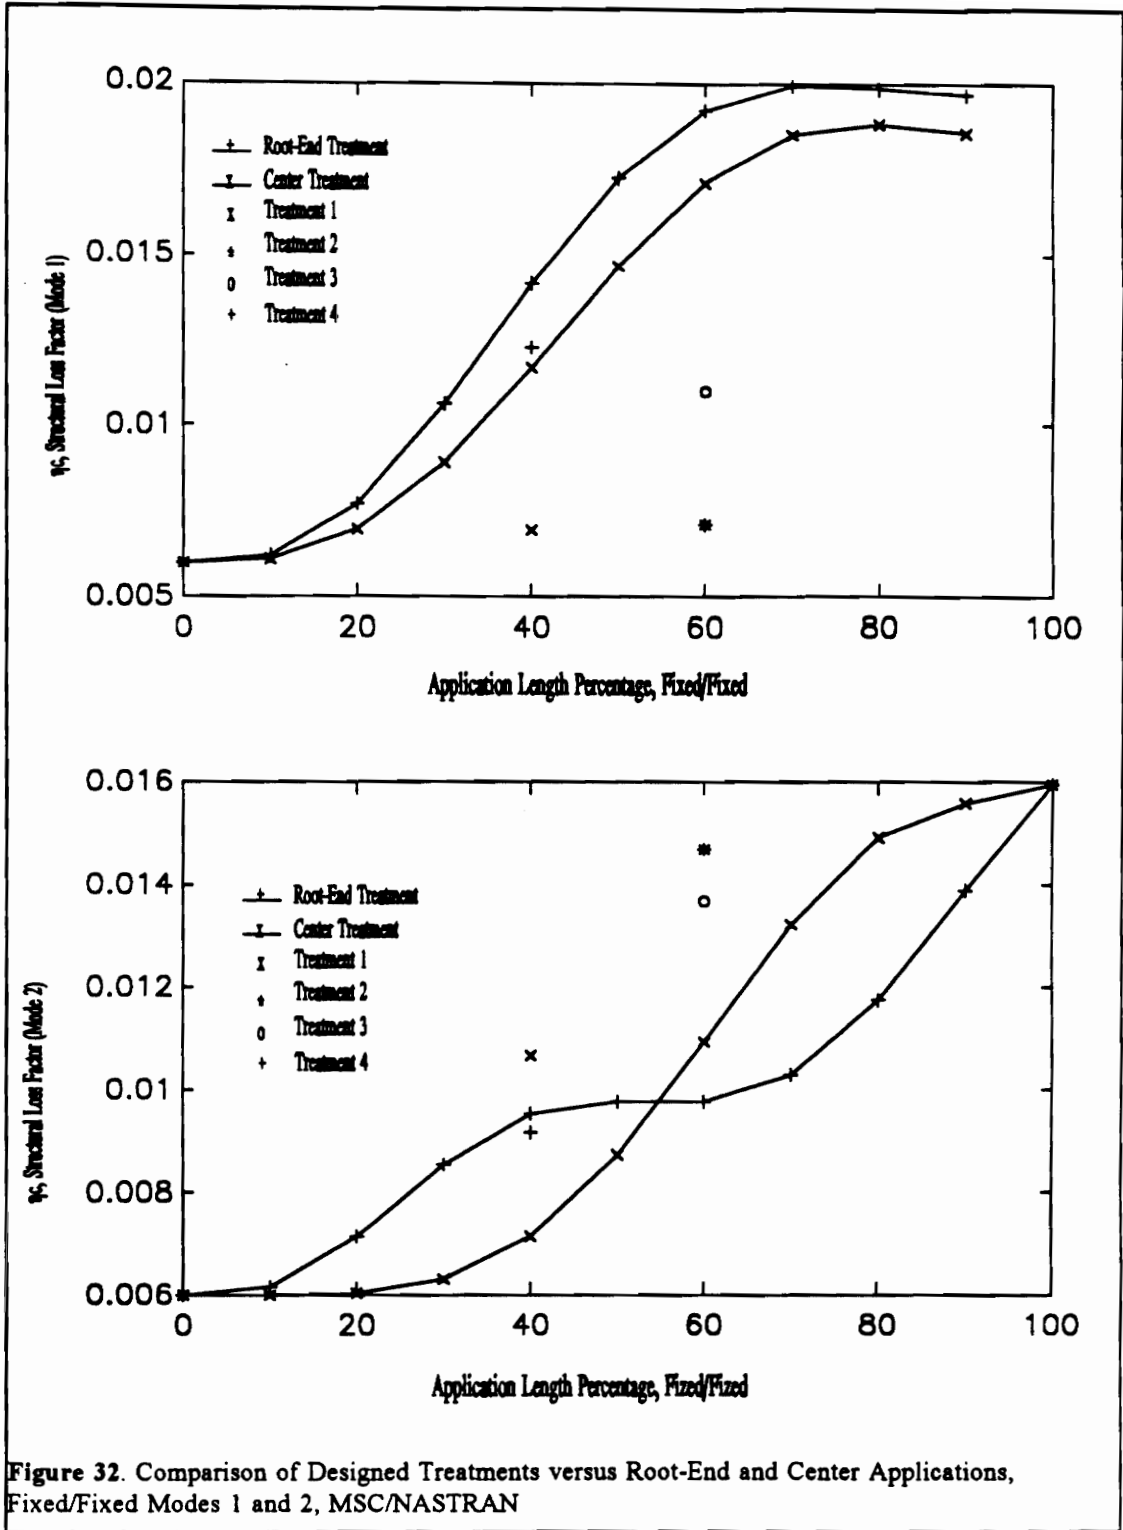 0.02
0.015
0.01
0.005
ηc, Structural Loss Factor (Mode 1)
Root-End Treatment
Center Treatment
Treatment 1
Treatment 2
Treatment 3
Treatment 4
0 20 40 60 80 100
Application Length Percentage, Fixed/Fixed
0.016
0.014
0.012
0.01
0.008
0.006
ηc, Structural Loss Factor (Mode 2)
Root-End Treatment
Center Treatment
Treatment 1
Treatment 2
Treatment 3
Treatment 4
0 20 40 60 80 100
Application Length Percentage, Fized/Fized
Figure 32. Comparison of Designed Treatments versus Root-End and Center Applications,
Fixed/Fixed Modes 1 and 2, MSC/NASTRAN